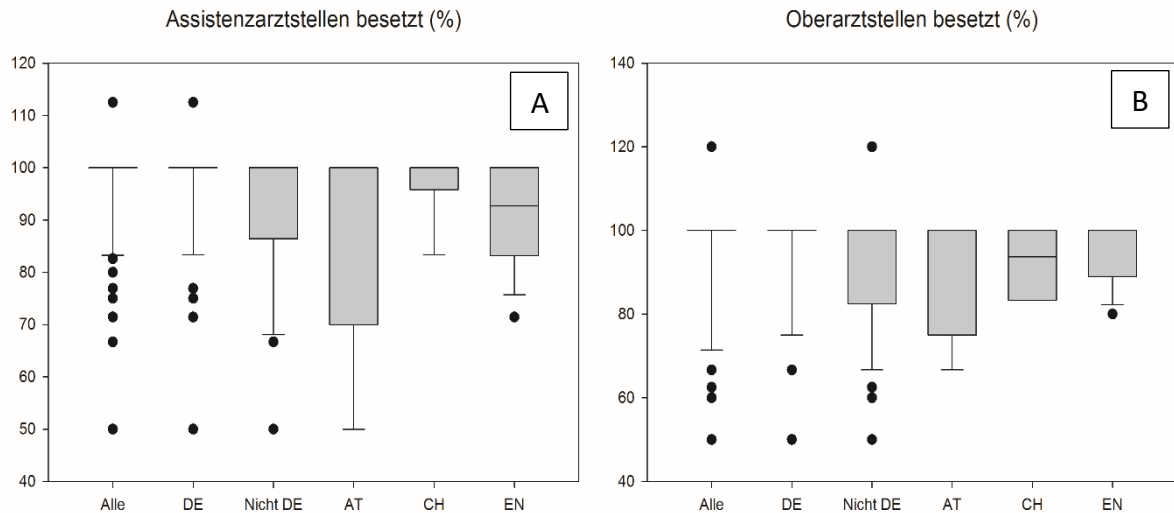 Assistenzarztstellen besetzt (%)
A
120
110
100
90
80
70
60
50
40
Alle DE Nicht DE AT CH EN
Oberarztstellen besetzt (%)
B
140
120
100
80
60
40
Alle DE Nicht DE AT CH EN